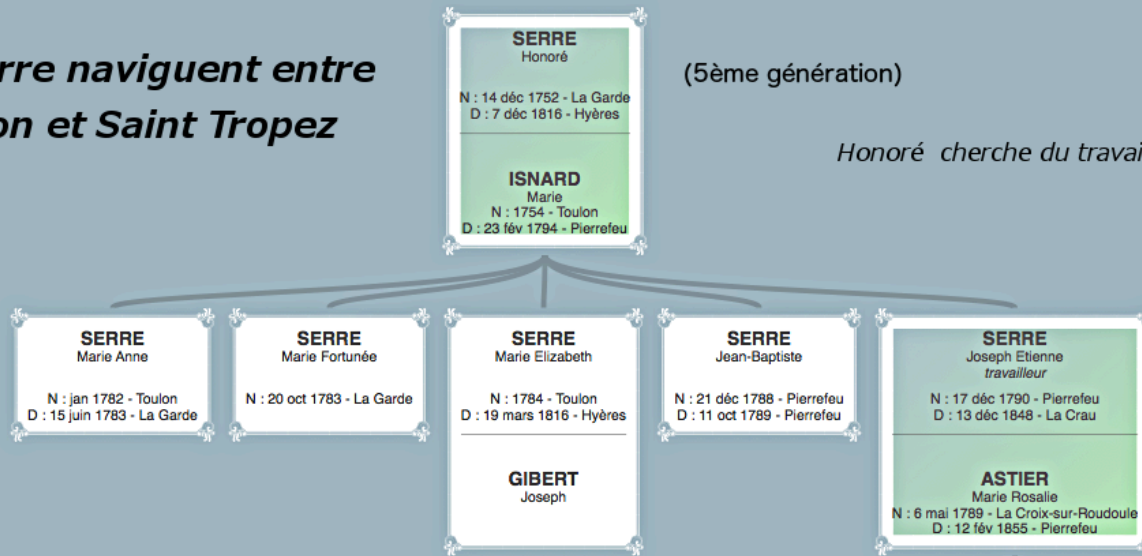 rre naviguent entre
on et Saint Tropez
SERRE
Honoré
N : 14 déc 1752 - La Garde
D : 7 déc 1816 - Hyères
ISNARD
Marie
N : 1754 - Toulon
D : 23 fév 1794 - Pierrefeu
(5ème génération)
Honoré cherche du travai
SERRE
Marie Anne
N : jan 1782 - Toulon
D : 15 juin 1783 - La Garde
SERRE
Marie Fortunée
N : 20 oct 1783 - La Garde
SERRE
Marie Elizabeth
N : 1784 - Toulon
D : 19 mars 1816 - Hyères
GIBERT
Joseph
SERRE
Jean-Baptiste
N : 21 déc 1788 - Pierrefeu
D : 11 oct 1789 - Pierrefeu
SERRE
Joseph Etienne
travailleur
N : 17 déc 1790 - Pierrefeu
D : 13 déc 1848 - La Crau
ASTIER
Marie Rosalie
N : 6 mai 1789 - La Croix-sur-Roudoule
D : 12 fév 1855 - Pierrefeu